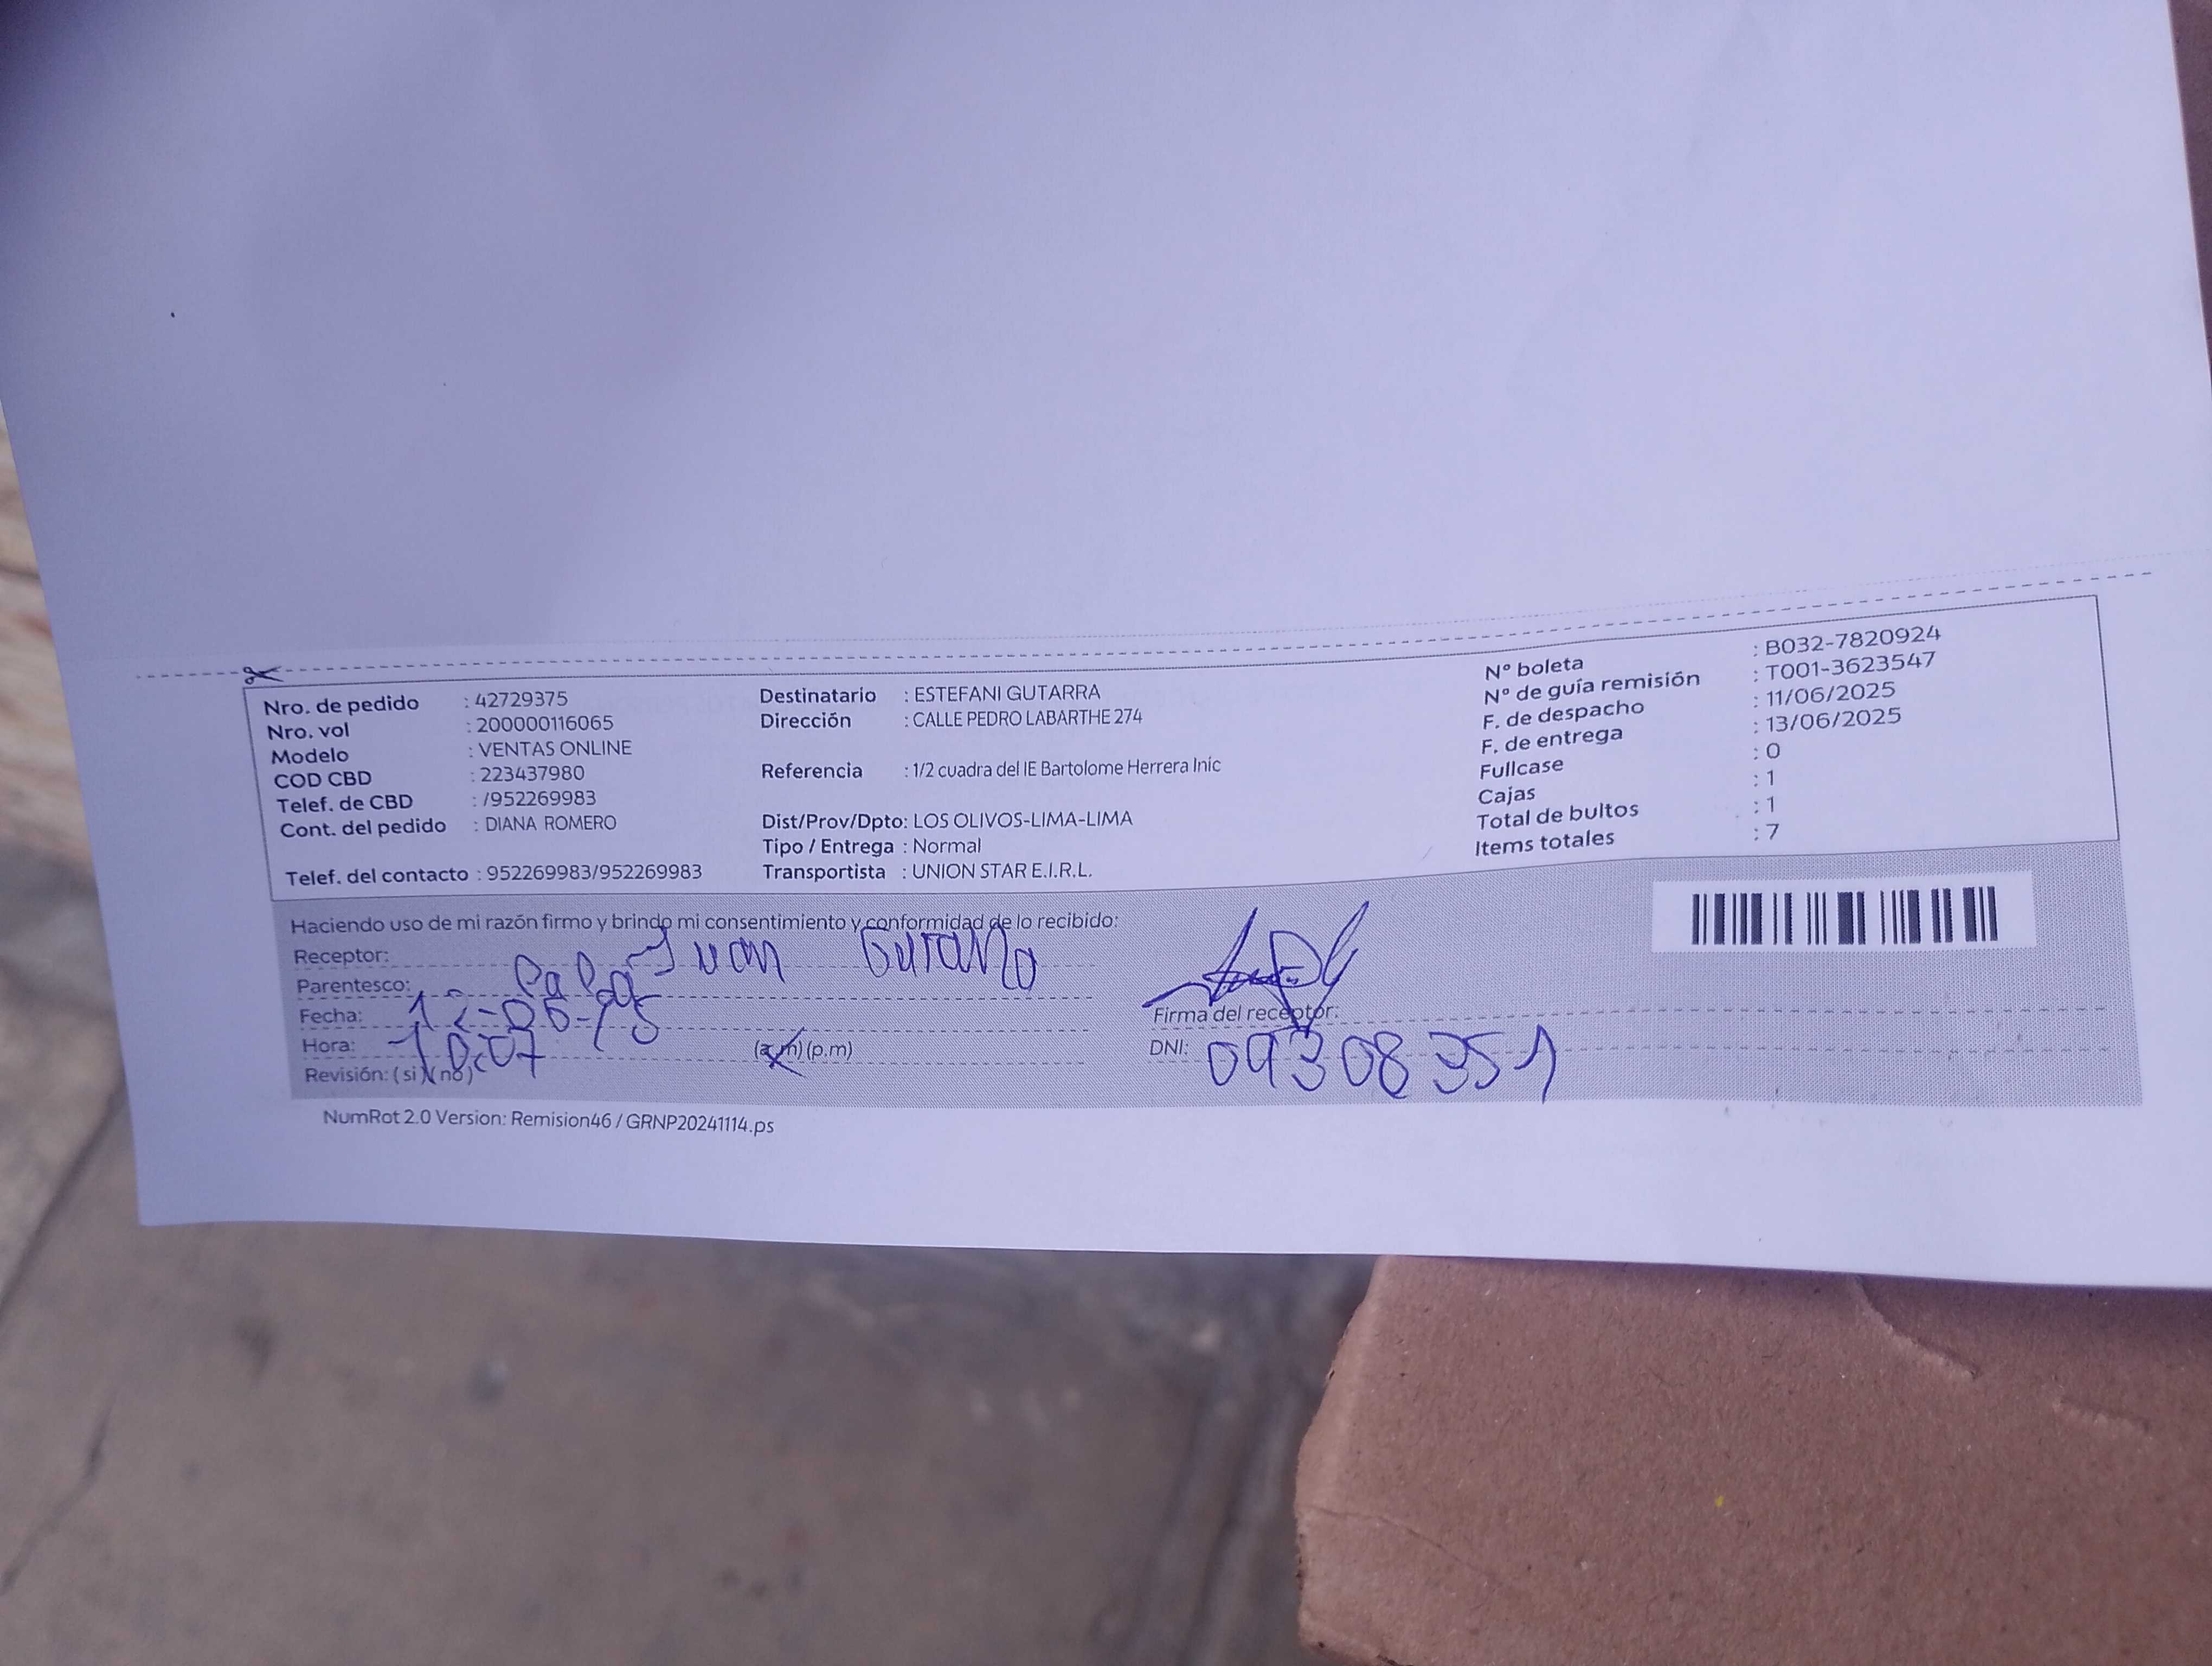 Nro. de pedido : 42729375
Nro. vol : 200000116065
Modelo : VENTAS ONLINE
COD CBD : 223437980
Telef. de CBD : /952269983
Cont. del pedido : DIANA ROMERO
Telef. del contacto : 952269983/952269983
Destinatario : ESTEFANI GUTARRA
Dirección : CALLE PEDRO LABARTHE 274
Referencia : 1/2 cuadra del IE Bartolome Herrera Inic
Dist/Prov/Dpto: LOS OLIVOS-LIMA-LIMA
Tipo / Entrega : Normal
Transportista : UNION STAR E.I.R.L.
Nº boleta : B032-7820924
Nº de guía remisión : T001-3623547
F. de despacho : 11/06/2025
F. de entrega : 13/06/2025
Fullcase : 0
Cajas : 1
Total de bultos : 1
Items totales : 7
Haciendo uso de mi razón firmo y brindo mi consentimiento y conformidad de lo recibido:
Receptor: Juan
Parentesco: Papa
Fecha: 12-06-25
Hora: 10:07 (a.m) (p.m)
Revisión: ( si ) ( no )
Firma del receptor:
DNI: 09308351
NumRot 2.0 Version: Remision46 / GRNP20241114.ps